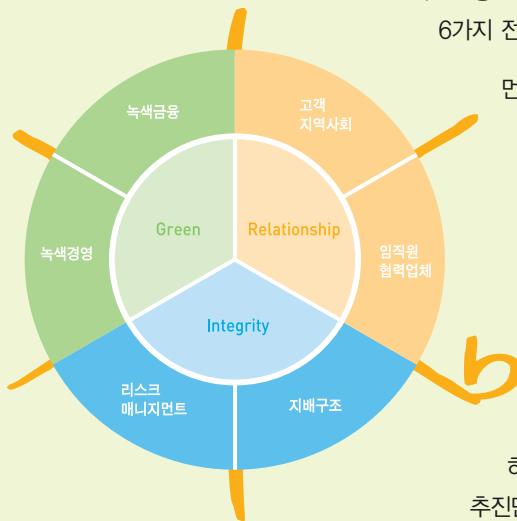 6가지 전
먼
녹색금융
고객
지역사회
Green
Relationship
녹색경영
임직원
협력업체
Integrity
리스크
매니지먼트
지배구조
추진